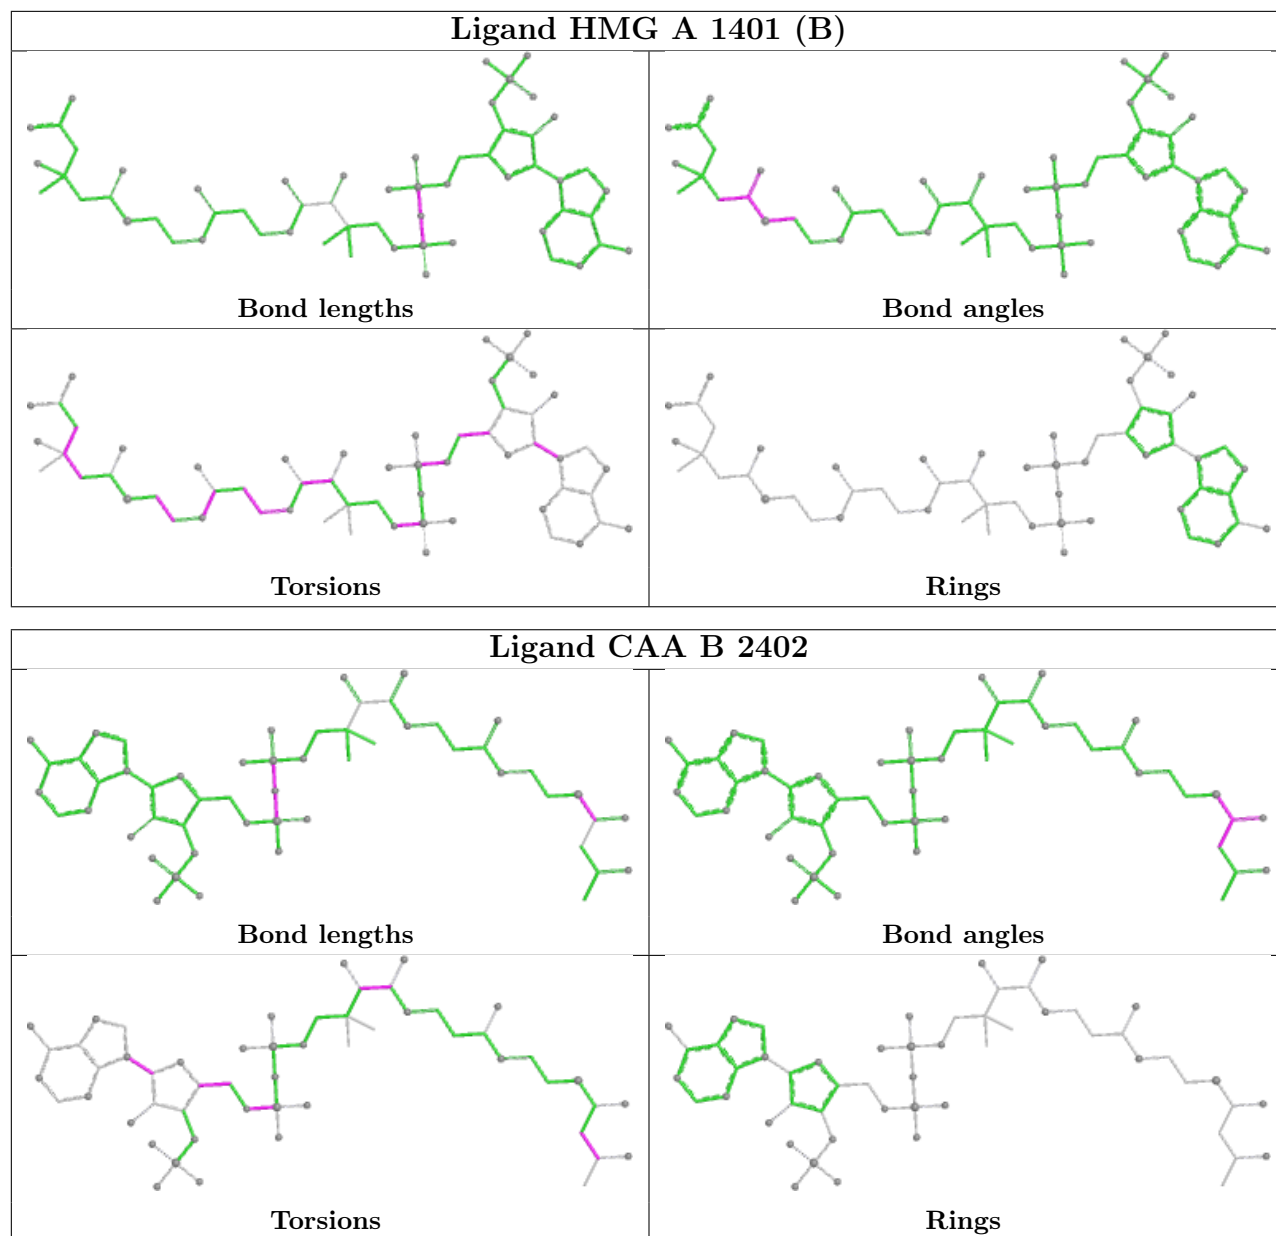 Ligand HMG A 1401 (B)
Bond lengths
Bond angles
Torsions
Rings
Ligand CAA B 2402
Bond lengths
Bond angles
Torsions
Rings